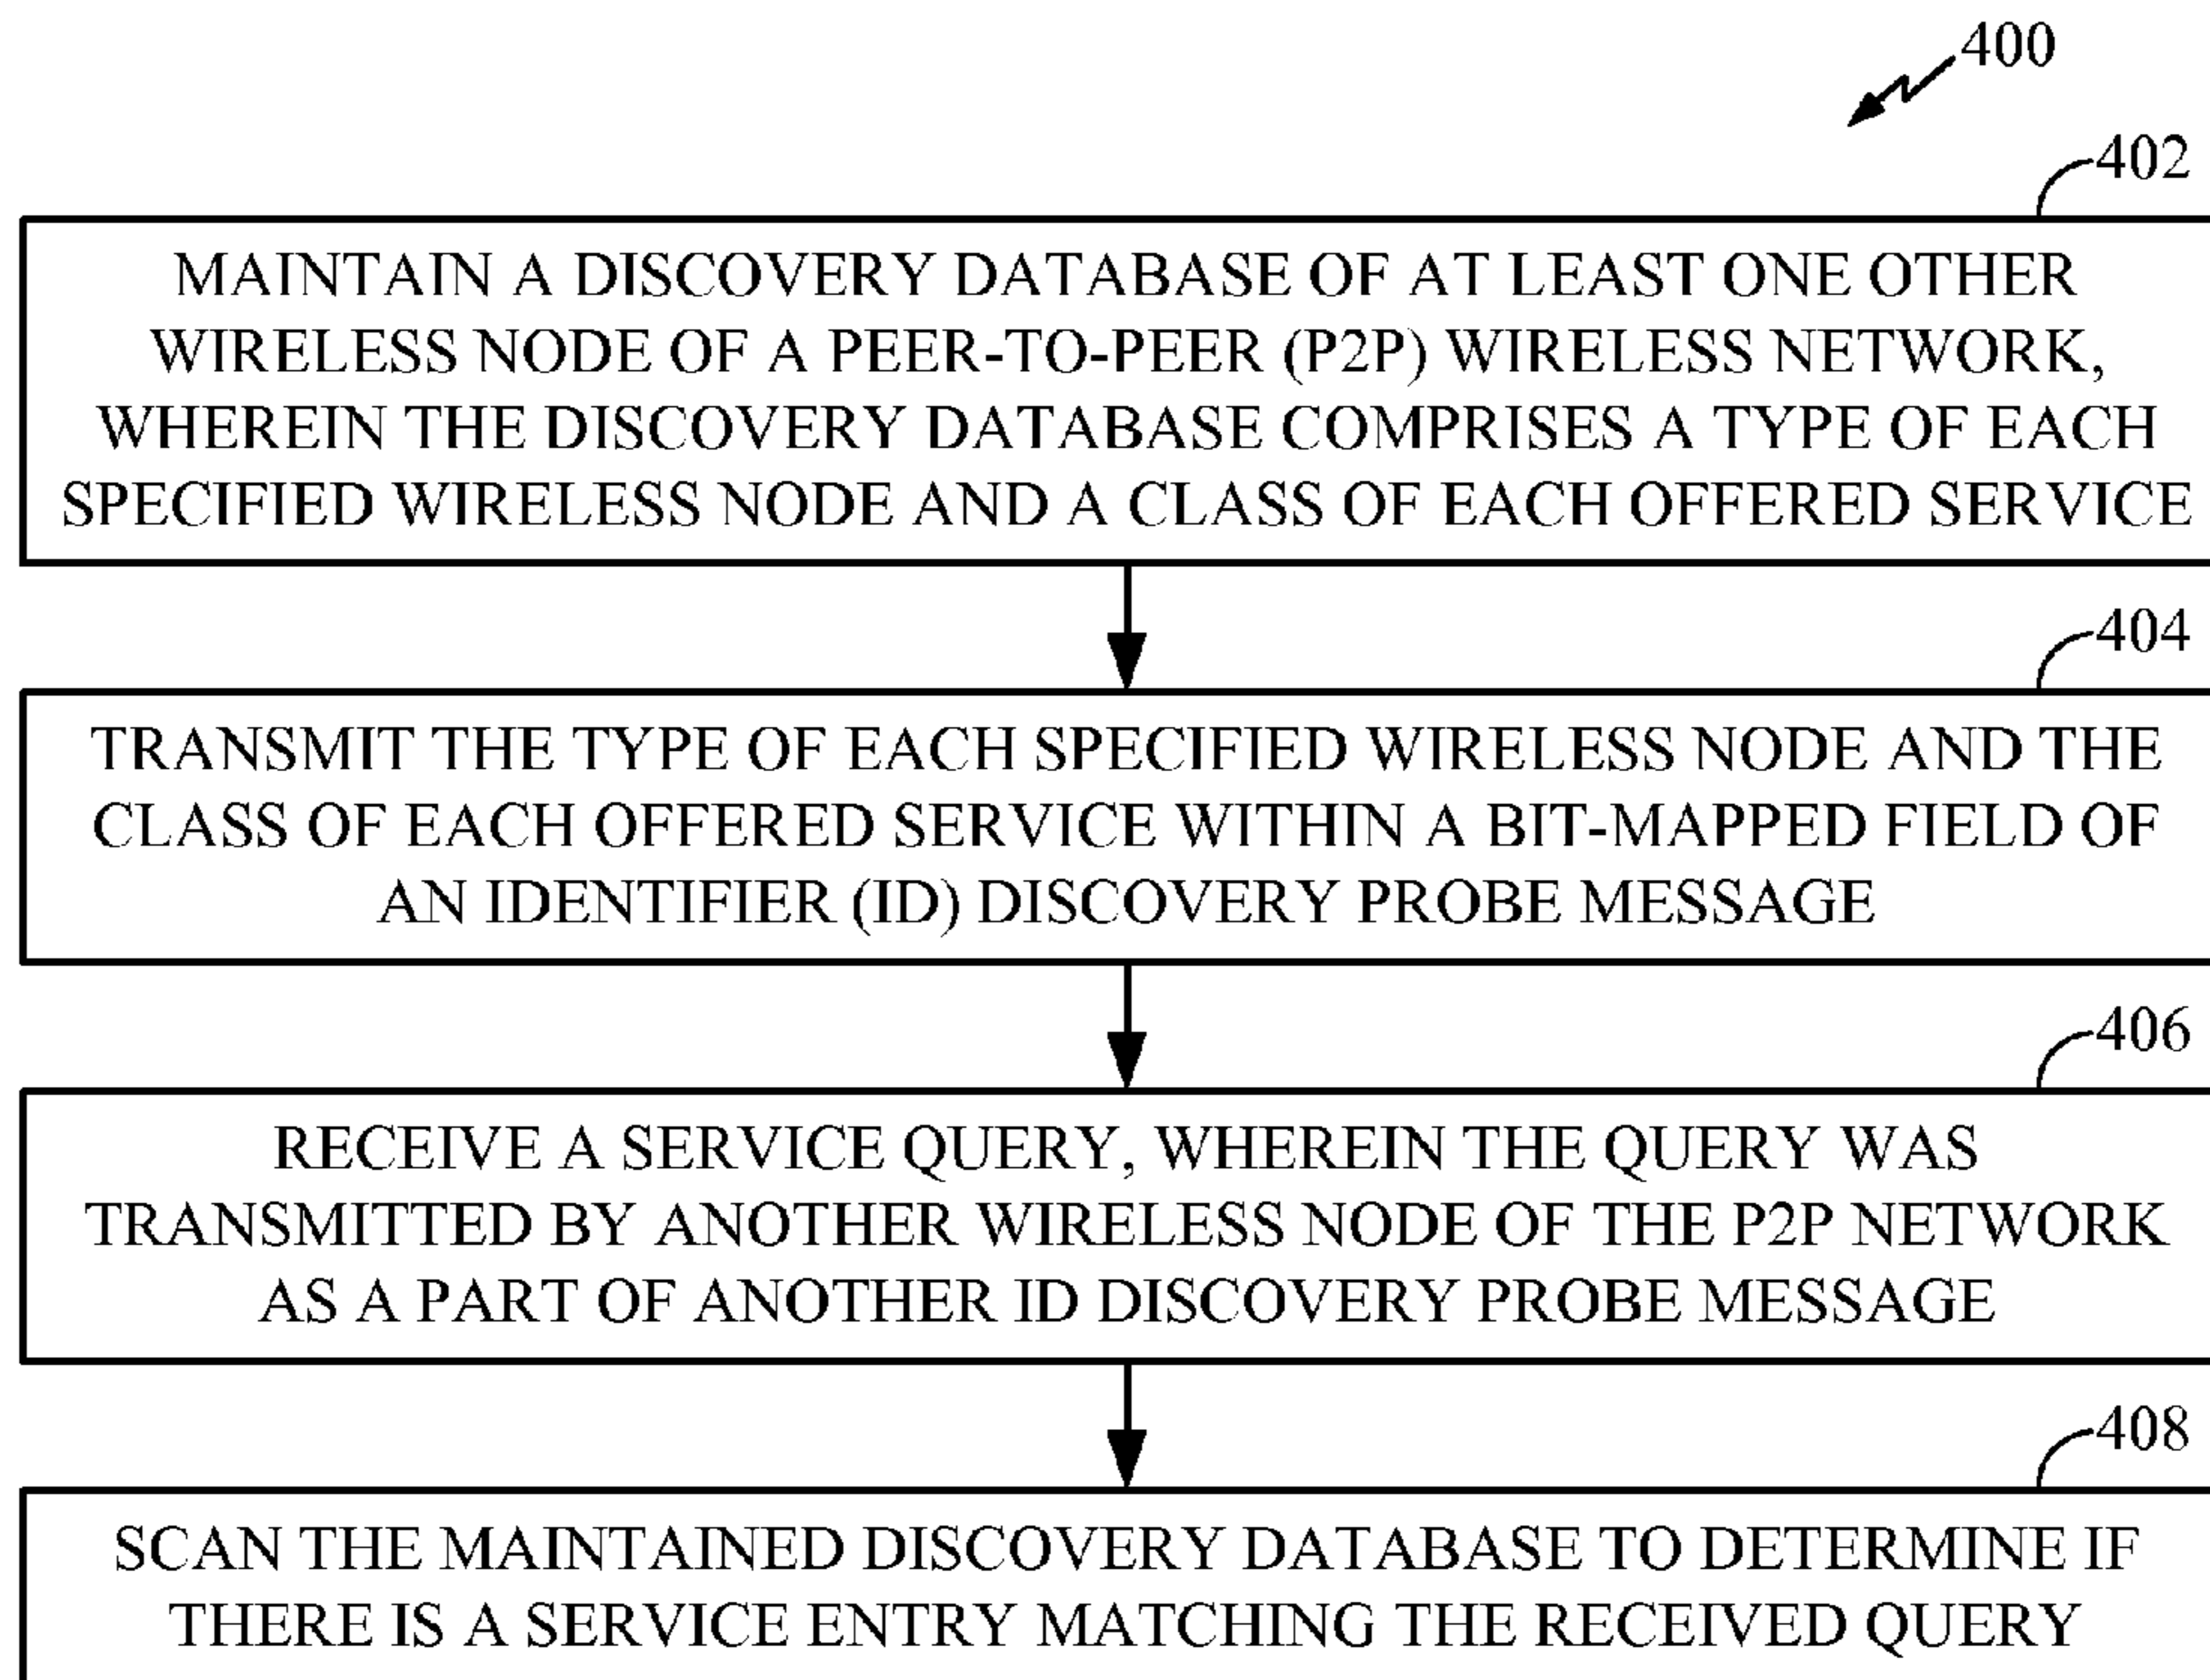 400
402
MAINTAIN A DISCOVERY DATABASE OF AT LEAST ONE OTHER
WIRELESS NODE OF A PEER-TO-PEER (P2P) WIRELESS NETWORK,
WHEREIN THE DISCOVERY DATABASE COMPRISES A TYPE OF EACH
SPECIFIED WIRELESS NODE AND A CLASS OF EACH OFFERED SERVICE
404
TRANSMIT THE TYPE OF EACH SPECIFIED WIRELESS NODE AND THE
CLASS OF EACH OFFERED SERVICE WITHIN A BIT-MAPPED FIELD OF
AN IDENTIFIER (ID) DISCOVERY PROBE MESSAGE
406
RECEIVE A SERVICE QUERY, WHEREIN THE QUERY WAS
TRANSMITTED BY ANOTHER WIRELESS NODE OF THE P2P NETWORK
AS A PART OF ANOTHER ID DISCOVERY PROBE MESSAGE
408
SCAN THE MAINTAINED DISCOVERY DATABASE TO DETERMINE IF
THERE IS A SERVICE ENTRY MATCHING THE RECEIVED QUERY